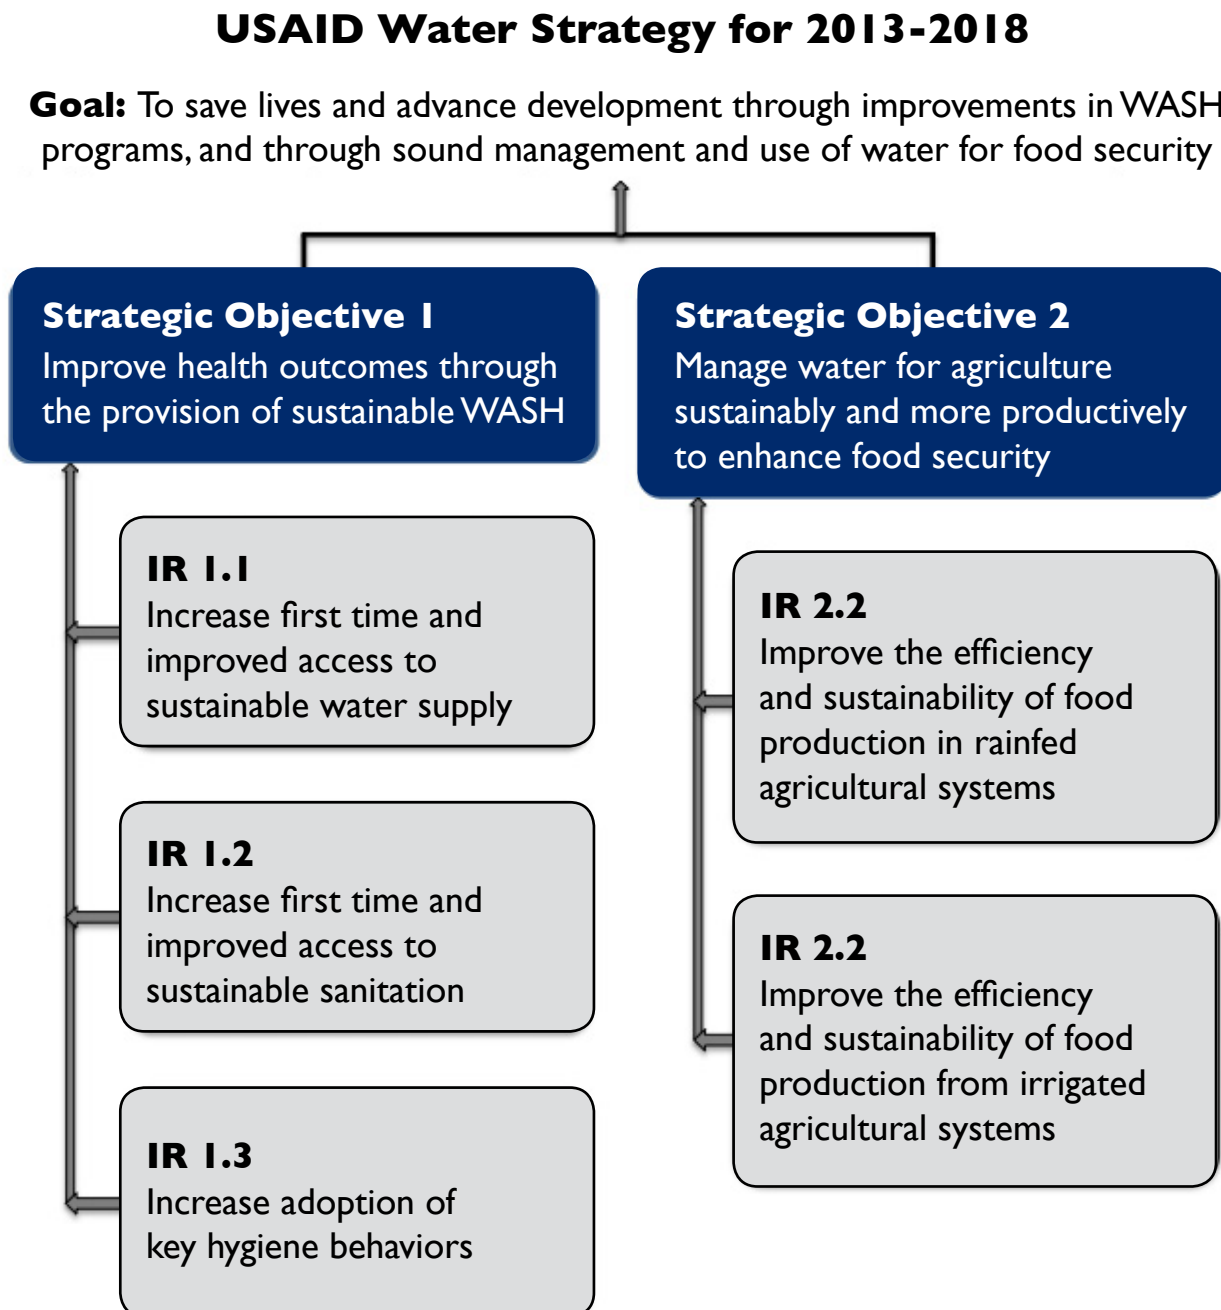 USAID Water Strategy for 2013-2018
Goal: To save lives and advance development through improvements in WASH
programs, and through sound management and use of water for food security
Strategic Objective 1
Improve health outcomes through
the provision of sustainable WASH
Strategic Objective 2
Manage water for agriculture
sustainably and more productively
to enhance food security
IR 1.1
Increase first time and
improved access to
sustainable water supply
IR 1.2
Increase first time and
improved access to
sustainable sanitation
IR 1.3
Increase adoption of
key hygiene behaviors
IR 2.2
Improve the efficiency
and sustainability of food
production in rainfed
agricultural systems
IR 2.2
Improve the efficiency
and sustainability of food
production from irrigated
agricultural systems